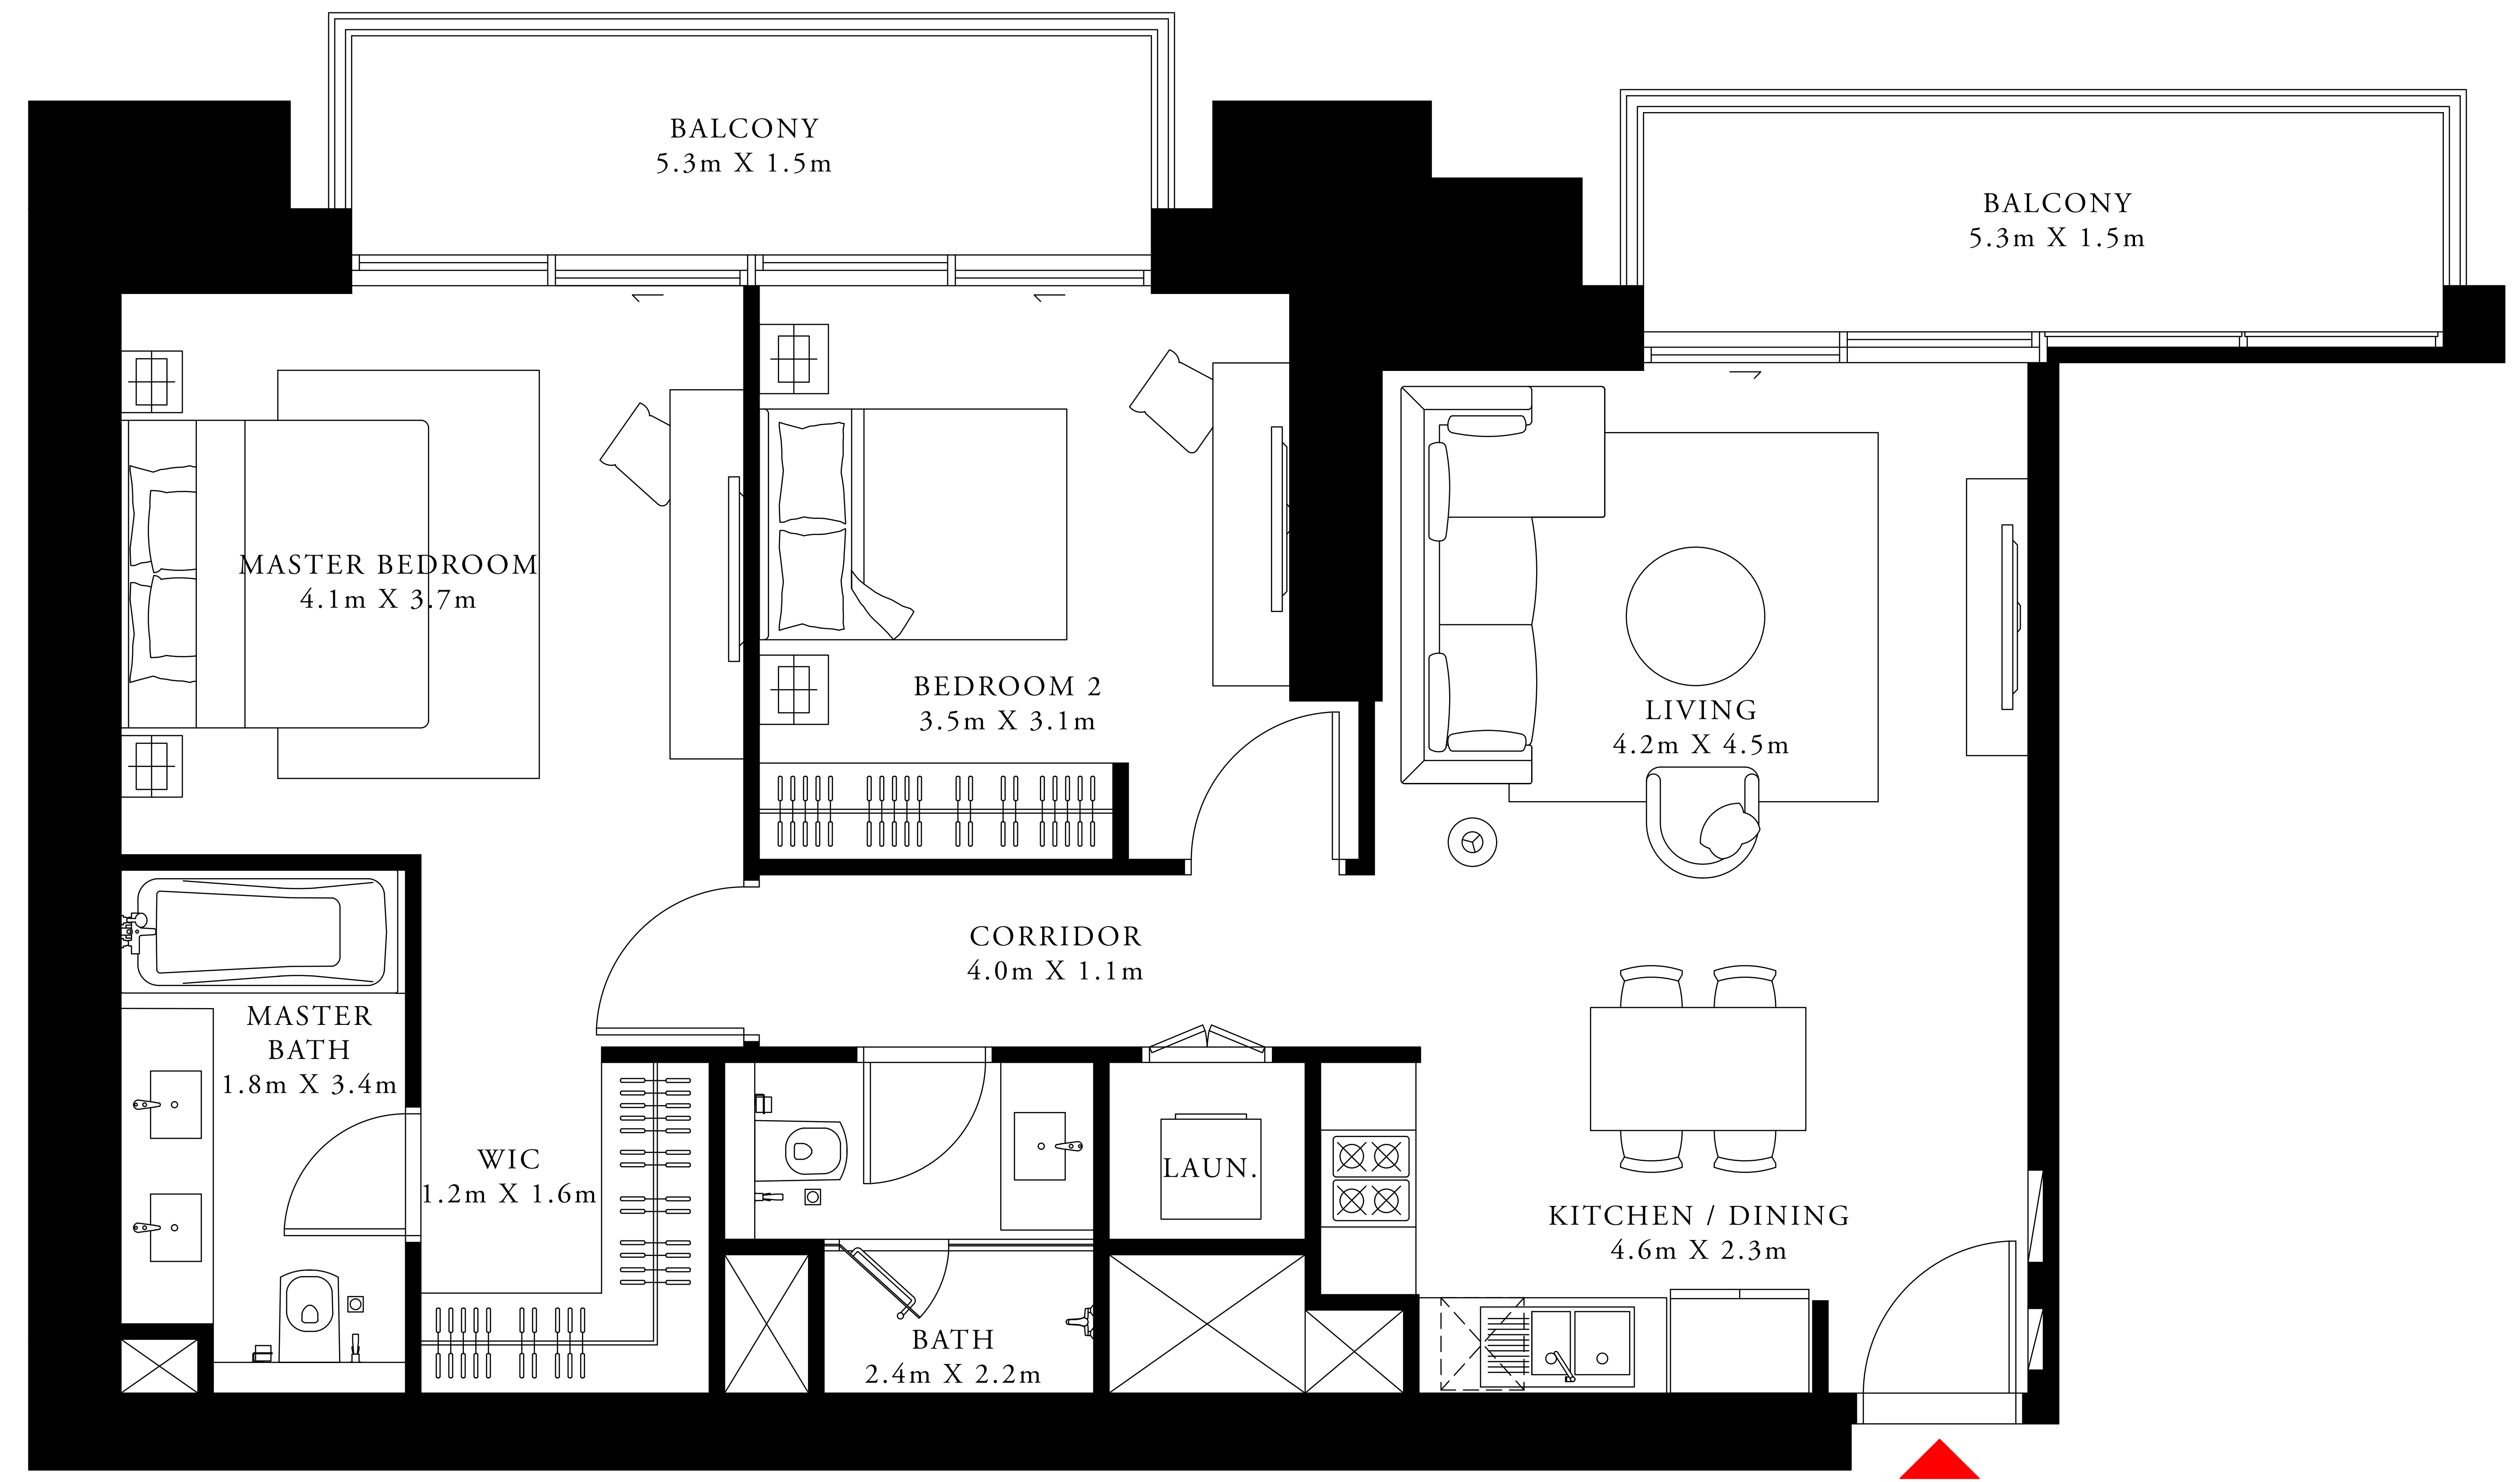 BALCONY
5.3m X 1.5m
BALCONY
5.3m X 1.5m
MASTER BEDROOM
4.1m X 3.7m
BEDROOM 2
3.5m X 3.1m
LIVING
4.2m X 4.5m
CORRIDOR
4.0m X 1.1m
MASTER
BATH
1.8m X 3.4m
WIC
1.2m X 1.6m
LAUN.
KITCHEN / DINING
4.6m X 2.3m
BATH
2.4m X 2.2m